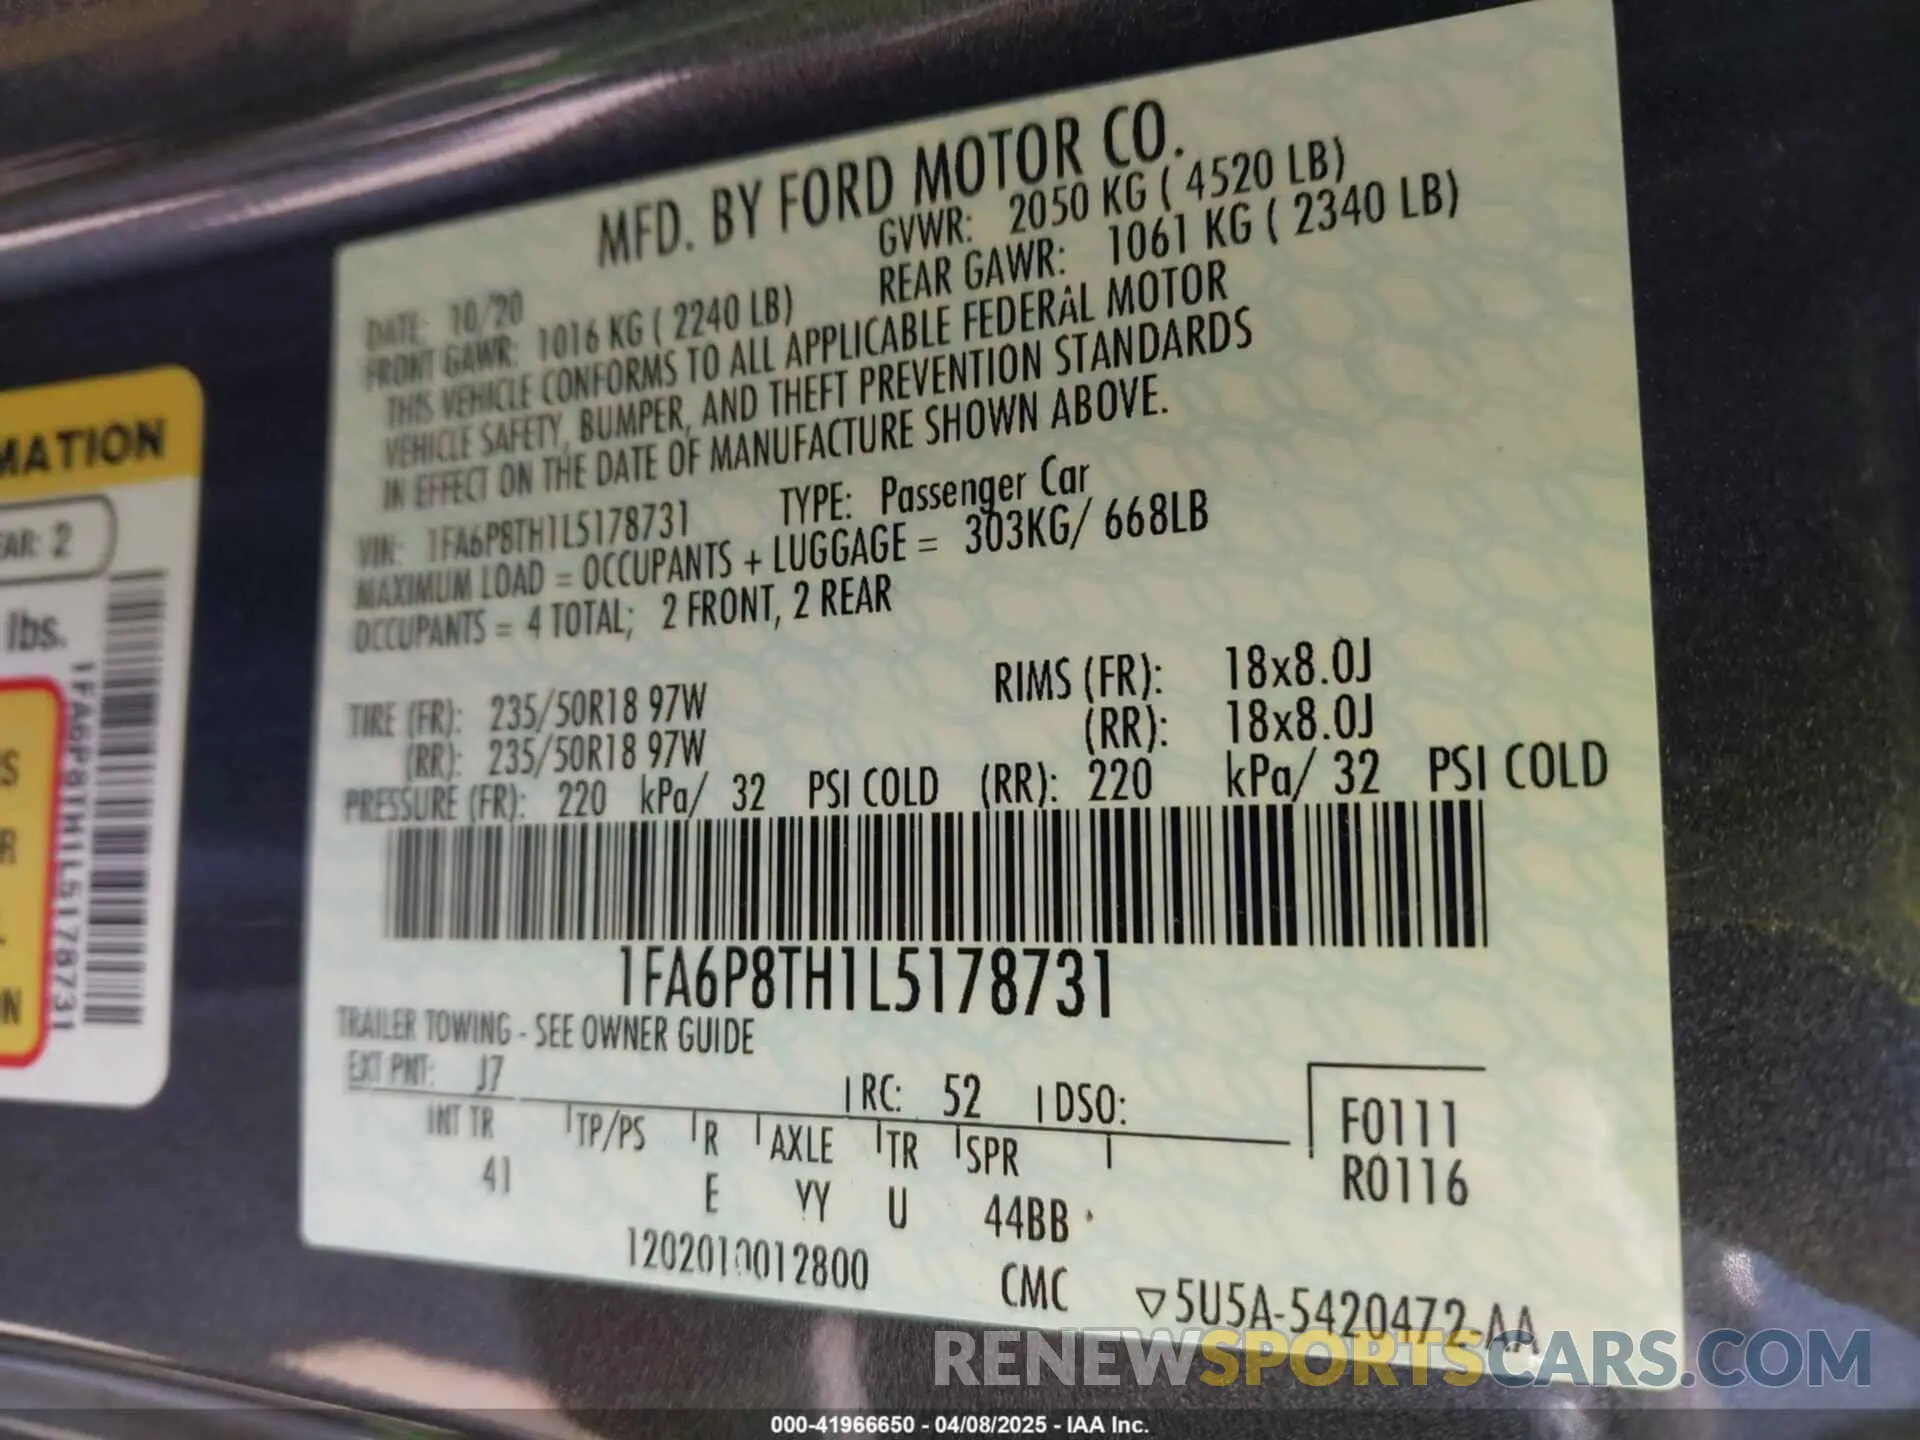 MFD. BY FORD MOTOR CO.
DATE: 10/20 GVWR: 2050 KG ( 4520 LB)
FRONT GAWR: 1016 KG ( 2240 LB) REAR GAWR: 1061 KG ( 2340 LB)
THIS VEHICLE CONFORMS TO ALL APPLICABLE FEDERAL MOTOR
VEHICLE SAFETY, BUMPER, AND THEFT PREVENTION STANDARDS
IN EFFECT ON THE DATE OF MANUFACTURE SHOWN ABOVE.
VIN: 1FA6P8TH1L5178731 TYPE: Passenger Car
MAXIMUM LOAD = OCCUPANTS + LUGGAGE = 303KG/ 668LB
OCCUPANTS = 4 TOTAL; 2 FRONT, 2 REAR
TIRE (FR): 235/50R18 97W RIMS (FR): 18x8.0J
(RR): 235/50R18 97W (RR): 18x8.0J
PRESSURE (FR): 220 kPa/ 32 PSI COLD (RR): 220 kPa/ 32 PSI COLD
1FA6P8TH1L5178731
TRAILER TOWING - SEE OWNER GUIDE
EXT PNT: J7 RC: 52 DSO:
INT TR TP/PS R AXLE TR SPR
41 E YY U 44BB
F0111
R0116
1202010012800 CMC ▽5U5A-5420472-AA
MATION
EAR: 2
lbs.
1FA6P8TH1L5178731
S
R
N
RENEWSPORTSCARS.COM
000-41966650 - 04/08/2025 - IAA Inc.